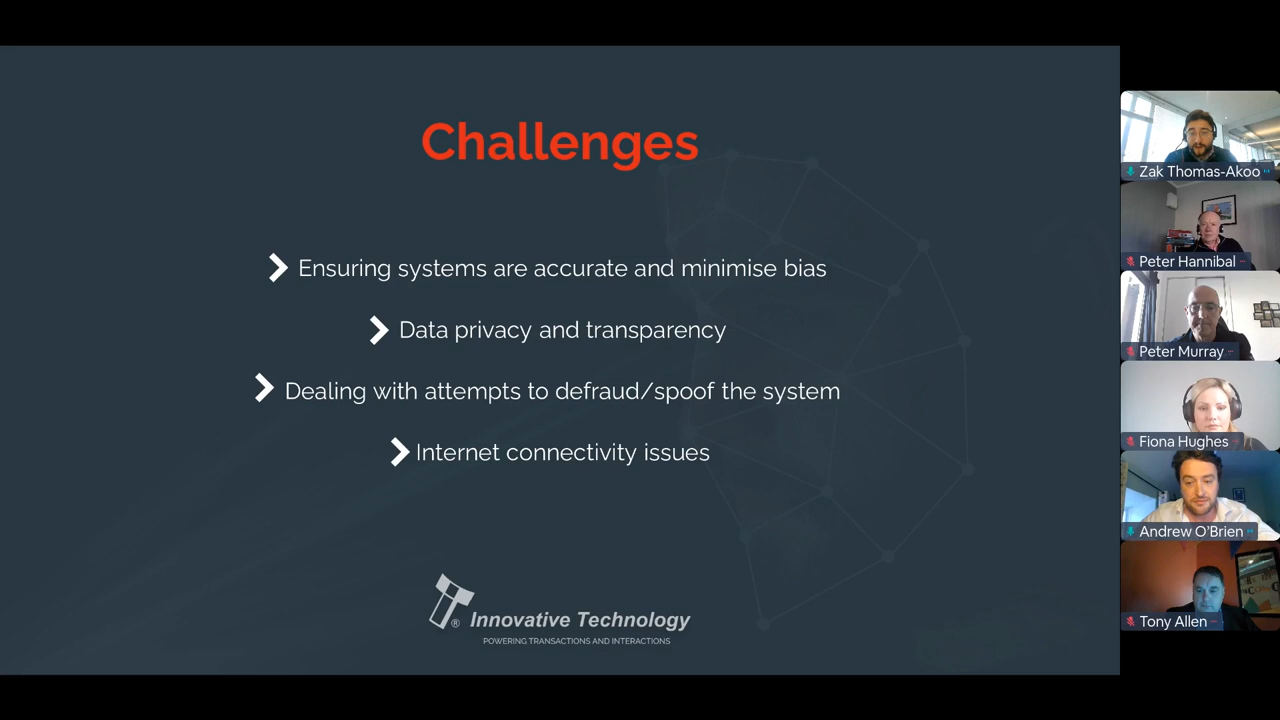 Challenges
Ensuring systems are accurate and minimise bias
Data privacy and transparency
Dealing with attempts to defraud/spoof the system
Internet connectivity issues
® Innovative Technology
POWERING TRANSACTIONS AND INTERACTIONS
Zak Thomas-Akoo
Peter Hannibal
Peter Murray
Fiona Hughes
Andrew O'Brien
Tony Allen